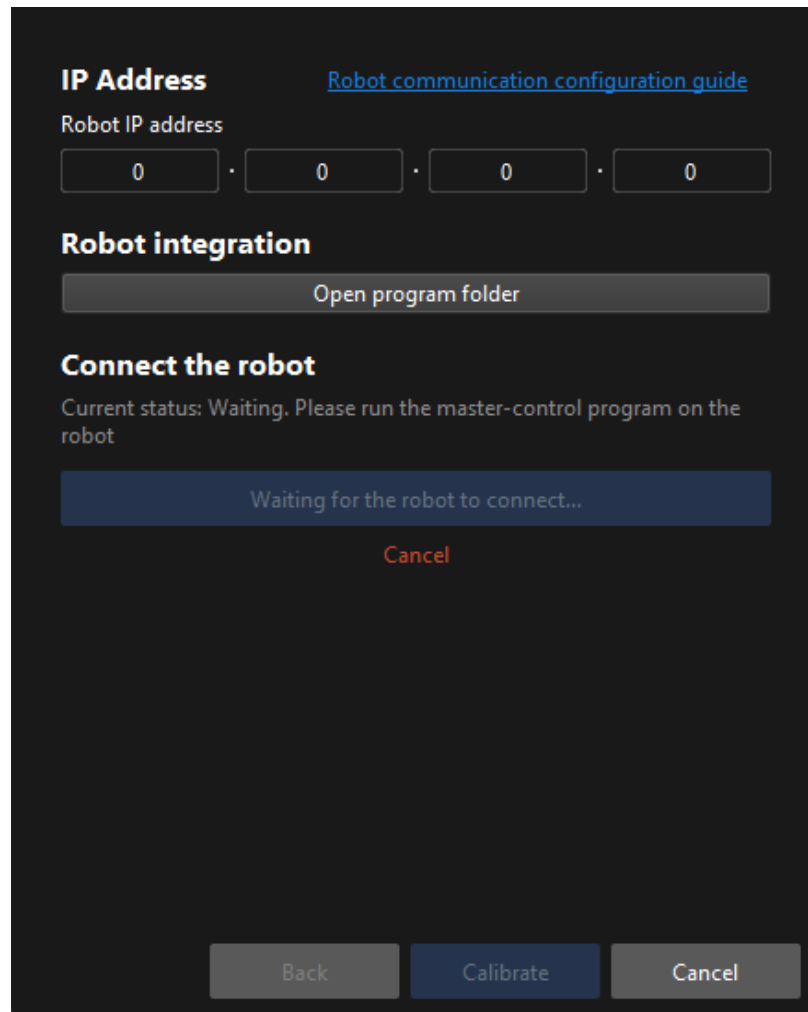 IP Address Robot communication configuration guide
Robot IP address
0 . 0 . 0 . 0
Robot integration
Open program folder
Connect the robot
Current status: Waiting. Please run the master-control program on the
robot
Waiting for the robot to connect...
Cancel
Back Calibrate Cancel